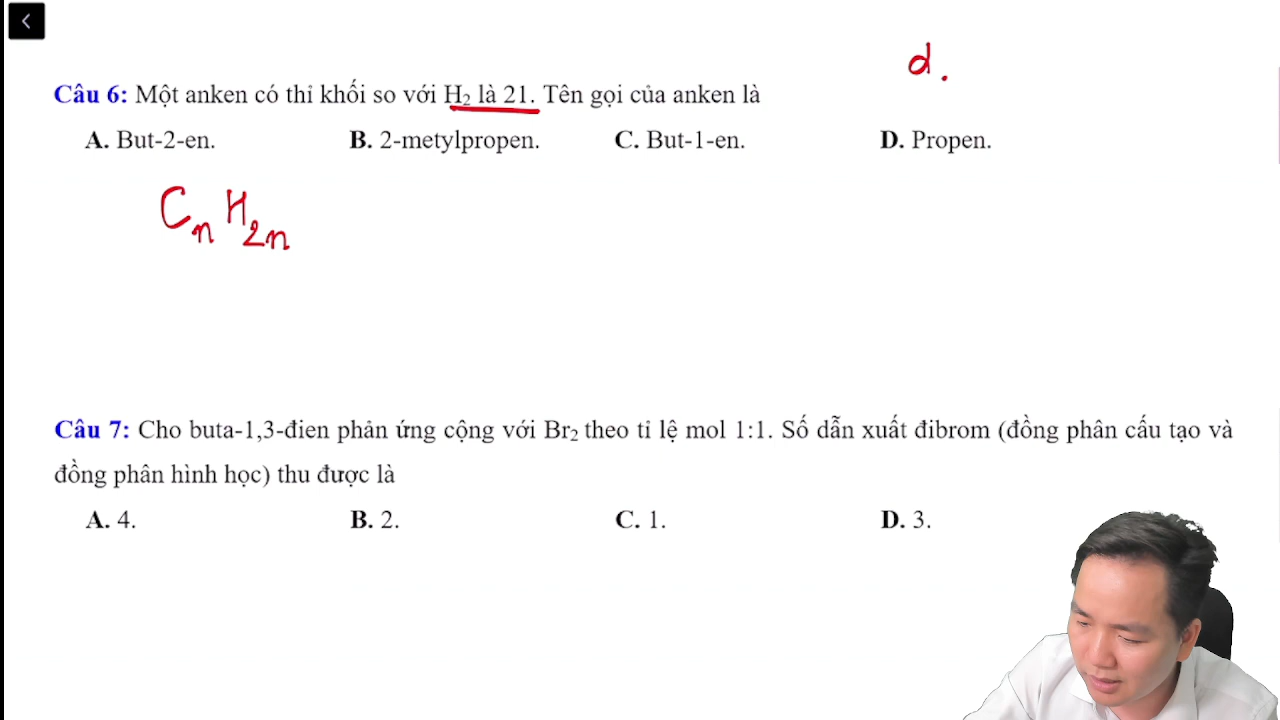 d.
Câu 6: Một anken có thỉ khối so với H₂ là 21. Tên gọi của anken là
A. But-2-en. B. 2-metylpropen. C. But-1-en. D. Propen.
CₙH₂ₙ
Câu 7: Cho buta-1,3-đien phản ứng cộng với Br₂ theo tỉ lệ mol 1:1. Số dẫn xuất đibrom (đồng phân cấu tạo và
đồng phân hình học) thu được là
A. 4. B. 2. C. 1. D. 3.